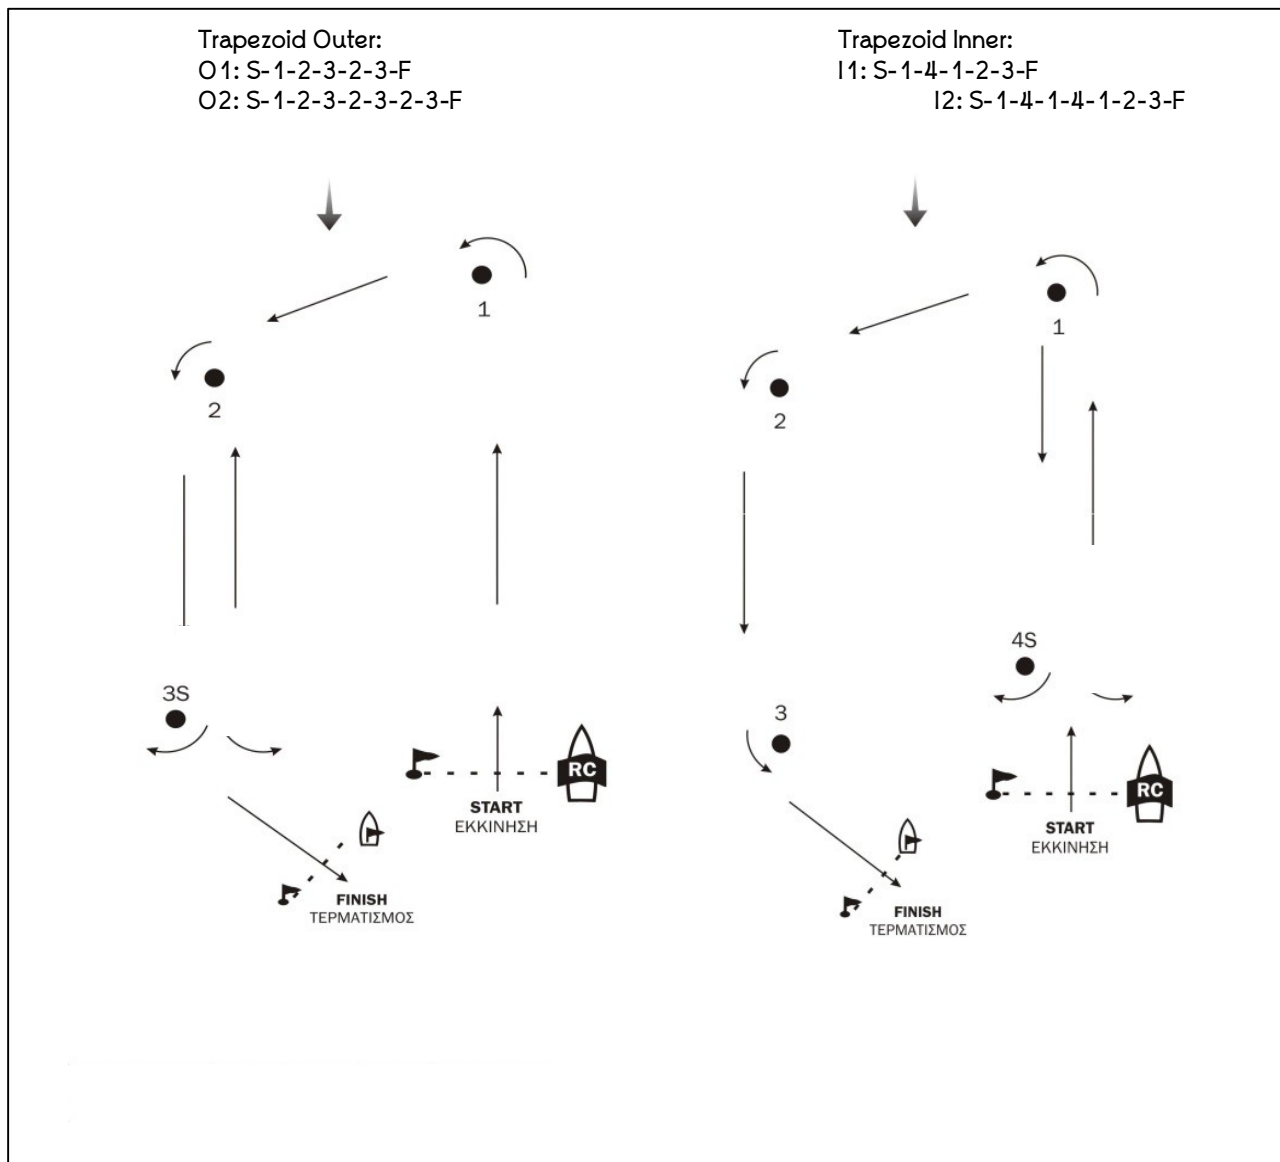 Trapezoid Outer:
O1: S-1-2-3-2-3-F
O2: S-1-2-3-2-3-2-3-F
1
2
3S
RC
START
ΕΚΚΙΝΗΣΗ
FINISH
ΤΕΡΜΑΤΙΣΜΟΣ
Trapezoid Inner:
I1: S-1-4-1-2-3-F
I2: S-1-4-1-4-1-2-3-F
1
2
4S
3
RC
START
ΕΚΚΙΝΗΣΗ
FINISH
ΤΕΡΜΑΤΙΣΜΟΣ